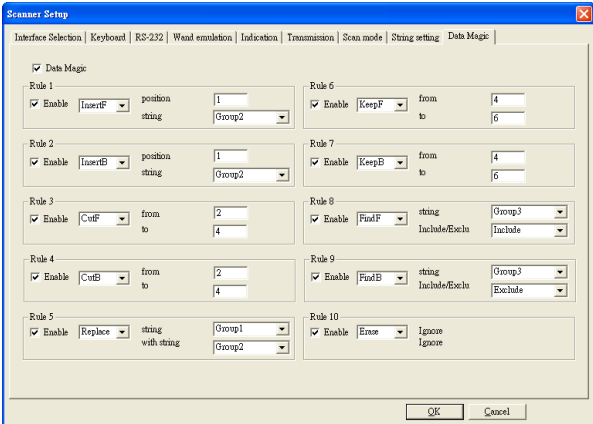 Scanner Setup
Interface Selection Keyboard RS-232 Wand emulation Indication Transmission Scan mode String setting Data Magic
Data Magic
Rule 1
Enable InsertF position 1
string Group2
Rule 2
Enable InsertB position 1
string Group2
Rule 3
Enable CutF from 2
to 4
Rule 4
Enable CutB from 2
to 4
Rule 5
Enable Replace string Group1
with string Group2
Rule 6
Enable KeepF from 4
to 6
Rule 7
Enable KeepB from 4
to 6
Rule 8
Enable FindF string Group3
Include/Exclu Include
Rule 9
Enable FindB string Group3
Include/Exclu Exclude
Rule 10
Enable Erase Ignore
Ignore
OK Cancel